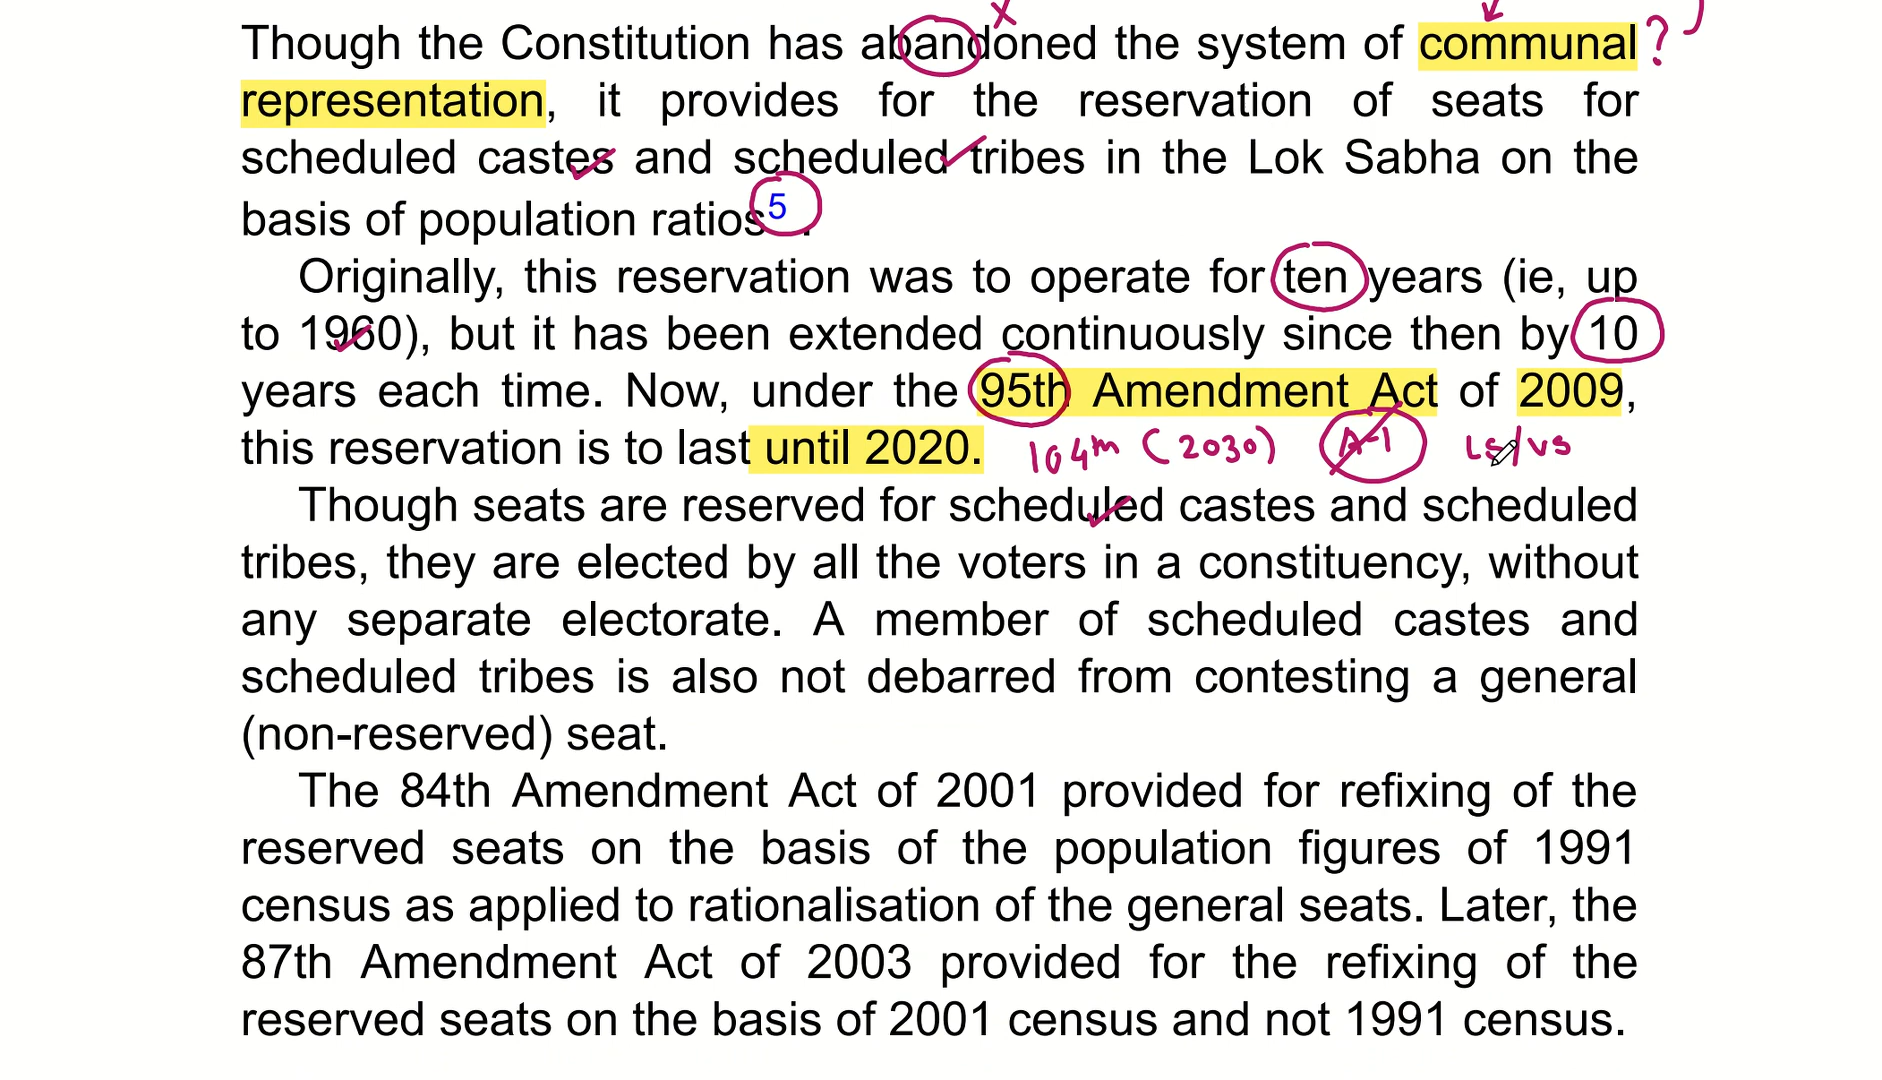 Though the Constitution has abandoned the system of communal ?
representation, it provides for the reservation of seats for
scheduled castes and scheduled tribes in the Lok Sabha on the
basis of population ratios5.
Originally, this reservation was to operate for ten years (ie, up
to 1960), but it has been extended continuously since then by 10
years each time. Now, under the 95th Amendment Act of 2009,
this reservation is to last until 2020. 104th (2030) A-I LS/VS
Though seats are reserved for scheduled castes and scheduled
tribes, they are elected by all the voters in a constituency, without
any separate electorate. A member of scheduled castes and
scheduled tribes is also not debarred from contesting a general
(non-reserved) seat.
The 84th Amendment Act of 2001 provided for refixing of the
reserved seats on the basis of the population figures of 1991
census as applied to rationalisation of the general seats. Later, the
87th Amendment Act of 2003 provided for the refixing of the
reserved seats on the basis of 2001 census and not 1991 census.